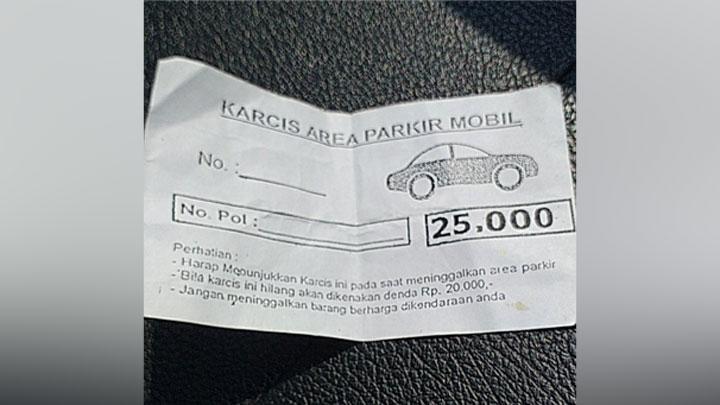 KARCIS AREA PARKIR MOBIL
No. :
No. Pol :
25.000
Perhatian :
- Harap Menunjukkan Karcis ini pada saat meninggalkan area parkir
- Bila karcis ini hilang akan dikenakan denda Rp. 20.000,-
- Jangan meninggalkan barang berharga dikendaraan anda